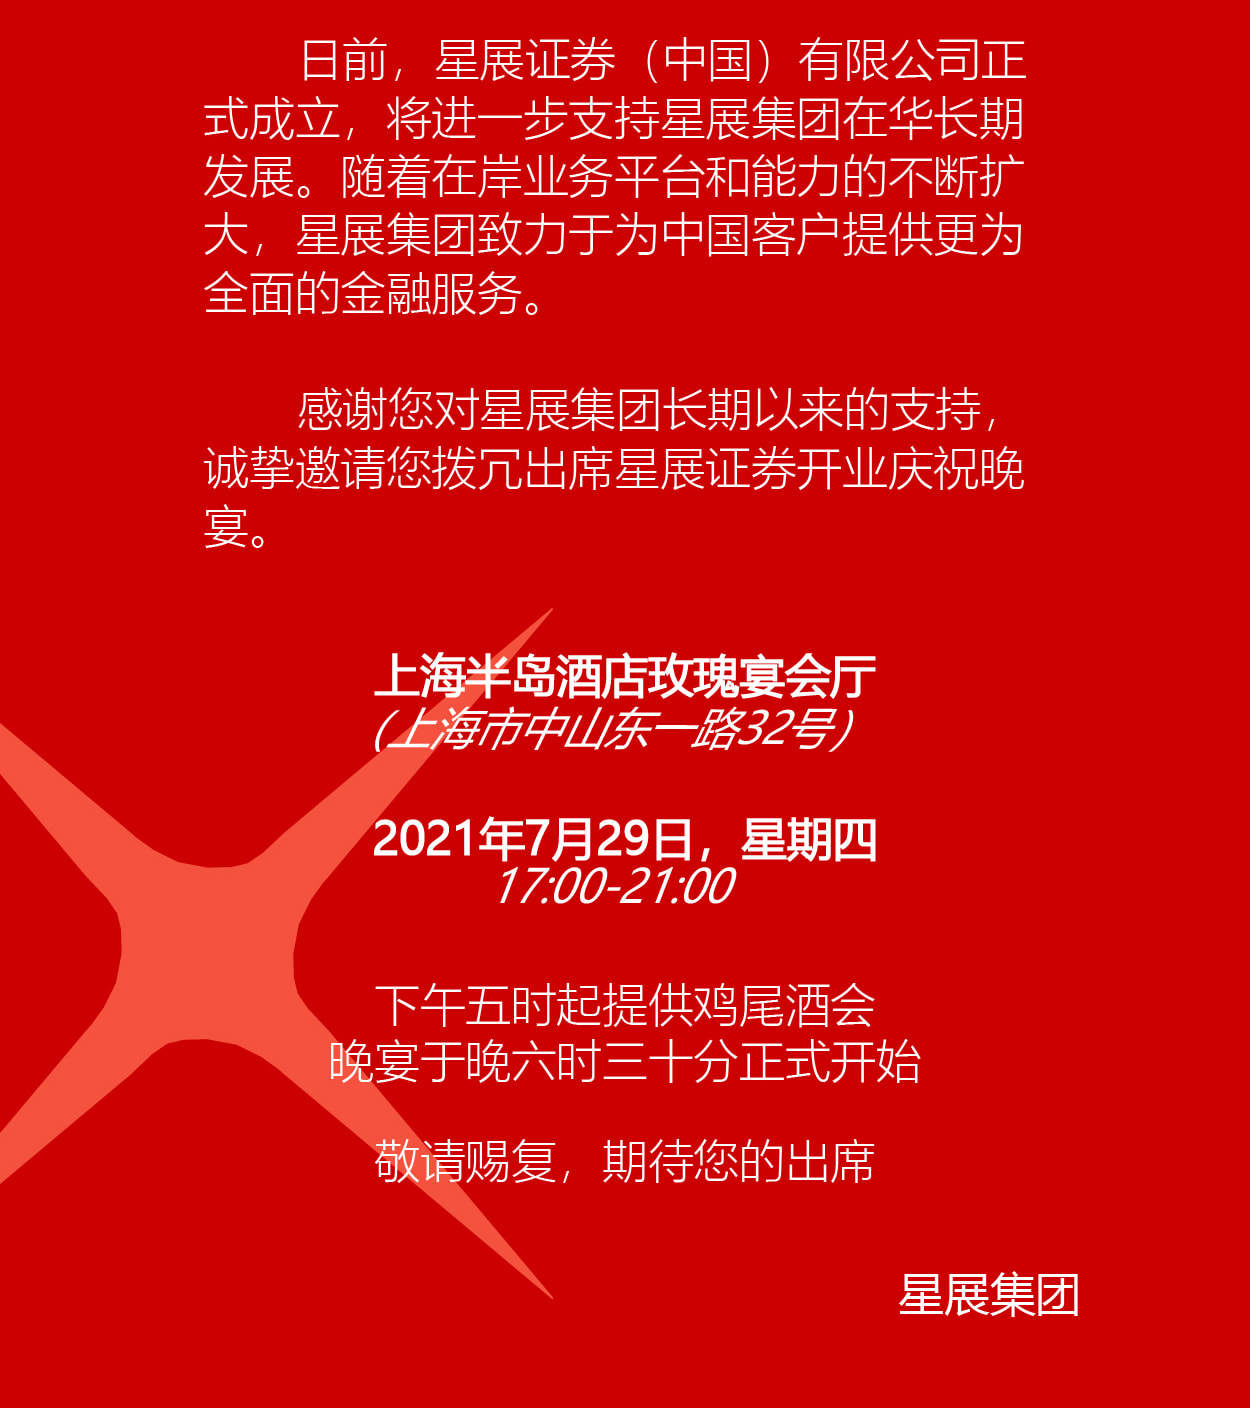 日前，星展证券（中国）有限公司正
式成立，将进一步支持星展集团在华长期
发展。随着在岸业务平台和能力的不断扩
大，星展集团致力于为中国客户提供更为
全面的金融服务。
感谢您对星展集团长期以来的支持，
诚挚邀请您拨冗出席星展证券开业庆祝晚
宴。
上海半岛酒店玫瑰宴会厅
(上海市中山东一路32号)
2021年7月29日，星期四
17:00-21:00
下午五时起提供鸡尾酒会
晚宴于晚六时三十分正式开始
敬请赐复，期待您的出席
星展集团